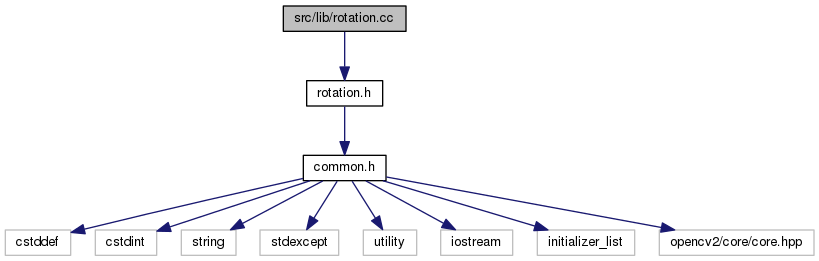 src/lib/rotation.cc
rotation.h
common.h
cstddef
cstdint
string
stdexcept
utility
iostream
initializer_list
opencv2/core/core.hpp